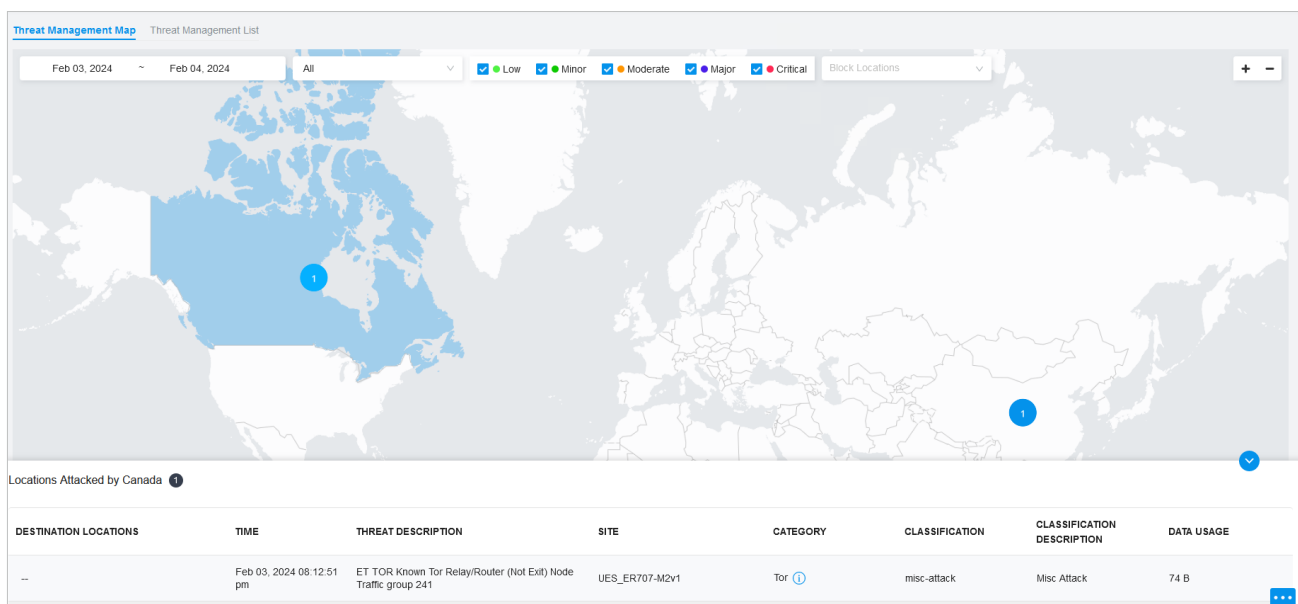 Threat Management Map Threat Management List
Feb 03, 2024 ~ Feb 04, 2024 All Low Minor Moderate Major Critical Block Locations + −
1
1
Locations Attacked by Canada 1
DESTINATION LOCATIONS TIME THREAT DESCRIPTION SITE CATEGORY CLASSIFICATION CLASSIFICATION DESCRIPTION DATA USAGE
-- Feb 03, 2024 08:12:51 pm ET TOR Known Tor Relay/Router (Not Exit) Node Traffic group 241 UES_ER707-M2v1 Tor misc-attack Misc Attack 74 B